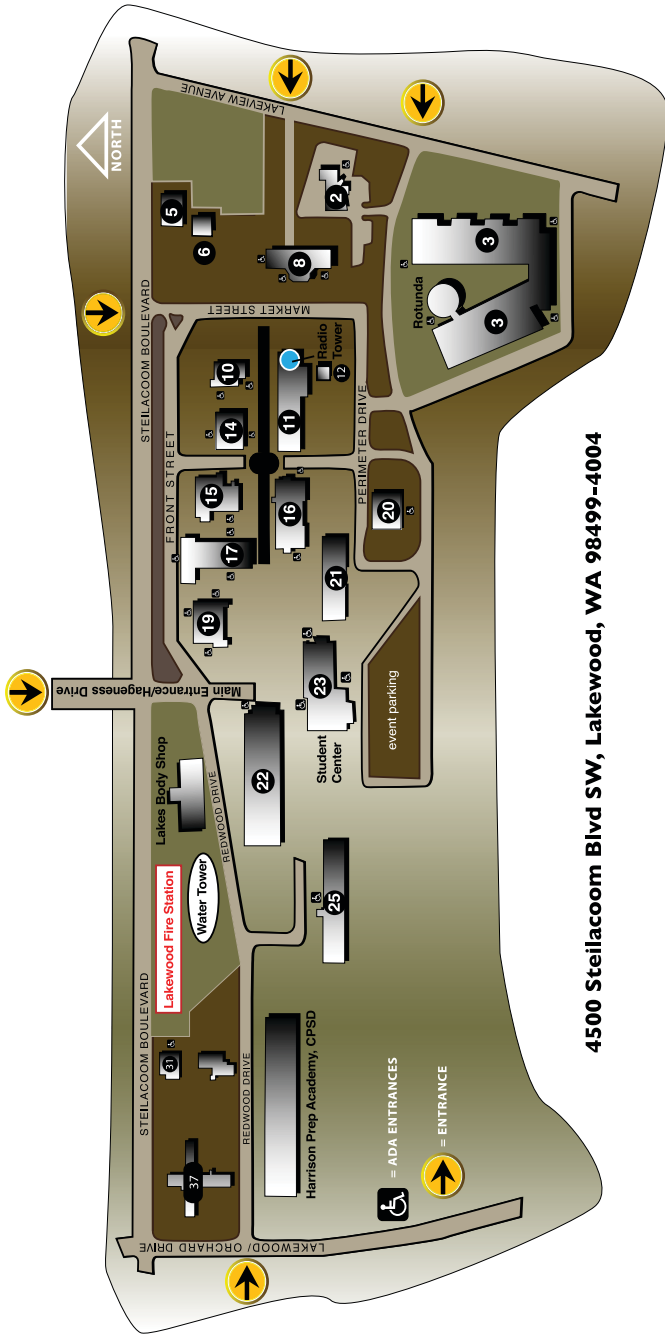 NORTH
STEILACOOM BOULEVARD
STEILACOOM BOULEVARD
LAKEVIEW AVENUE
Main Entrance/Hageness Drive
FRONT STREET
MARKET STREET
Lakewood Fire Station
Water Tower
Lakes Body Shop
REDWOOD DRIVE
REDWOOD DRIVE
LAKEWOOD/ ORCHARD DRIVE
37
31
5
6
8
2
10
14
15
17
19
11
Radio
Tower
12
16
21
22
23
Student
Center
25
20
PERIMETER DRIVE
event parking
Rotunda
3
3
Harrison Prep Academy, CPSD
= ADA ENTRANCES
= ENTRANCE
4500 Steilacoom Blvd SW, Lakewood, WA 98499-4004